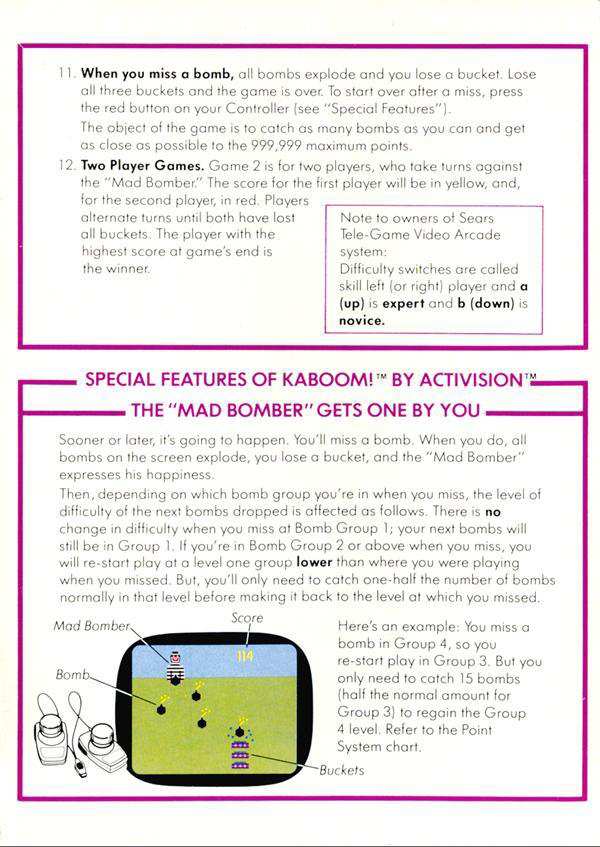 11. When you miss a bomb, all bombs explode and you lose a bucket. Lose
all three buckets and the game is over. To start over after a miss, press
the red button on your Controller (see "Special Features").
The object of the game is to catch as many bombs as you can and get
as close as possible to the 999,999 maximum points.
12. Two Player Games. Game 2 is for two players, who take turns against
the "Mad Bomber." The score for the first player will be in yellow, and,
for the second player, in red. Players
alternate turns until both have lost
all buckets. The player with the
highest score at game's end is
the winner.
Note to owners of Sears
Tele-Game Video Arcade
system:
Difficulty switches are called
skill left (or right) player and a
(up) is expert and b (down) is
novice.
SPECIAL FEATURES OF KABOOM!™ BY ACTIVISION™
THE "MAD BOMBER" GETS ONE BY YOU
Sooner or later, it's going to happen. You'll miss a bomb. When you do, all
bombs on the screen explode, you lose a bucket, and the "Mad Bomber"
expresses his happiness.
Then, depending on which bomb group you're in when you miss, the level of
difficulty of the next bombs dropped is affected as follows. There is no
change in difficulty when you miss at Bomb Group 1; your next bombs will
still be in Group 1. If you're in Bomb Group 2 or above when you miss, you
will re-start play at a level one group lower than where you were playing
when you missed. But, you'll only need to catch one-half the number of bombs
normally in that level before making it back to the level at which you missed.
Mad Bomber
Score
114
Bomb
Buckets
Here's an example: You miss a
bomb in Group 4, so you
re-start play in Group 3. But you
only need to catch 15 bombs
(half the normal amount for
Group 3) to regain the Group
4 level. Refer to the Point
System chart.